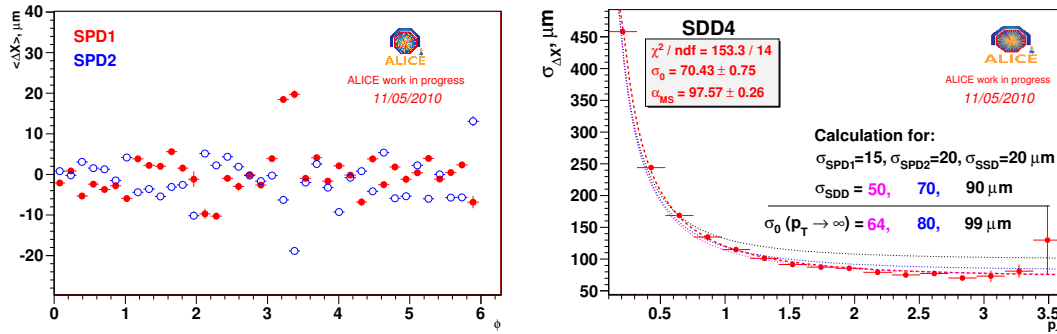 <ΔX>, μm
40
30
20
10
0
-10
-20
0
1
2
3
4
5
6
ϕ
SPD1
SPD2
ALICE
ALICE work in progress
11/05/2010
σΔX, μm
450
400
350
300
250
200
150
100
50
0
0.5
1
1.5
2
2.5
3
3.5
SDD4
χ² / ndf = 153.3 / 14
σ₀ = 70.43 ± 0.75
αMS = 97.57 ± 0.26
ALICE
ALICE work in progress
11/05/2010
Calculation for:
σSPD1=15, σSPD2=20, σSSD=20 μm
σSDD = 50, 70, 90 μm
σ₀ (pT → ∞) = 64, 80, 99 μm